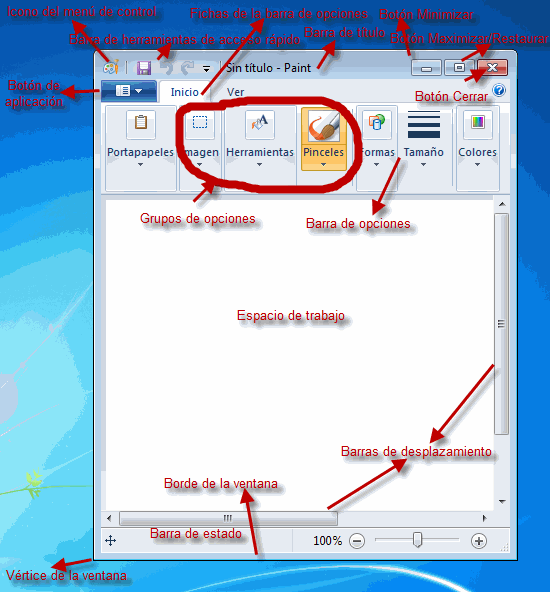 Icono del menú de control
Fichas de la barra de opciones
Botón Minimizar
Barra de herramientas de acceso rápido
Barra de título
Botón Maximizar/Restaurar
Sin título - Paint
Botón de
aplicación
Inicio
Ver
Botón Cerrar
Portapapeles
Imagen
Herramientas
Pinceles
Formas
Tamaño
Colores
Grupos de opciones
Barra de opciones
Espacio de trabajo
Barras de desplazamiento
Borde de la ventana
Barra de estado
100%
Vértice de la ventana